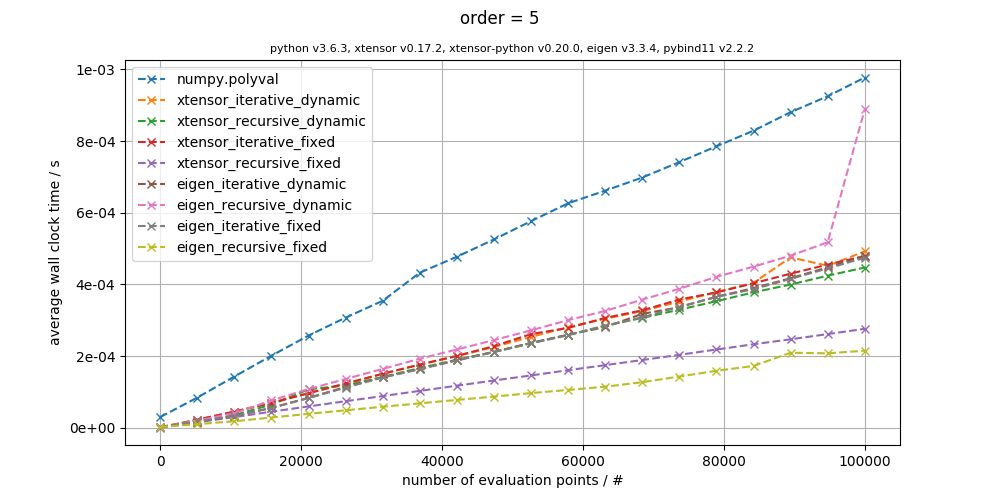 order = 5
python v3.6.3, xtensor v0.17.2, xtensor-python v0.20.0, eigen v3.3.4, pybind11 v2.2.2
1e-03
8e-04
6e-04
4e-04
2e-04
0e+00
average wall clock time / s
numpy.polyval
xtensor_iterative_dynamic
xtensor_recursive_dynamic
xtensor_iterative_fixed
xtensor_recursive_fixed
eigen_iterative_dynamic
eigen_recursive_dynamic
eigen_iterative_fixed
eigen_recursive_fixed
0 20000 40000 60000 80000 100000
number of evaluation points / #